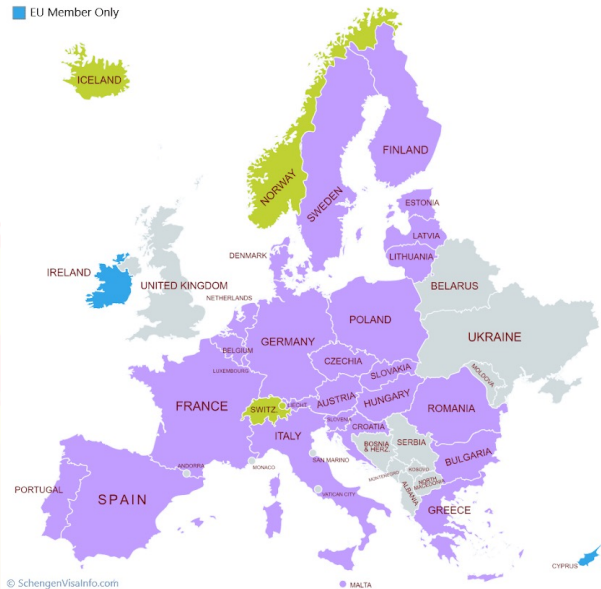 EU Member Only
ICELAND
FINLAND
NORWAY
SWEDEN
ESTONIA
LATVIA
LITHUANIA
DENMARK
IRELAND
UNITED KINGDOM
NETHERLANDS
BELARUS
POLAND
UKRAINE
GERMANY
BELGIUM
LUXEMBOURG
CZECHIA
SLOVAKIA
MOLDOVA
FRANCE
SWITZ.
LIECHT.
AUSTRIA
HUNGARY
ROMANIA
SLOVENIA
CROATIA
ITALY
BOSNIA
& HERZ.
SERBIA
BULGARIA
SAN MARINO
MONACO
ANDORRA
MONTENEGRO
KOSOVO
NORTH
MACEDONIA
ALBANIA
PORTUGAL
SPAIN
VATICAN CITY
GREECE
CYPRUS
MALTA
© SchengenVisaInfo.com